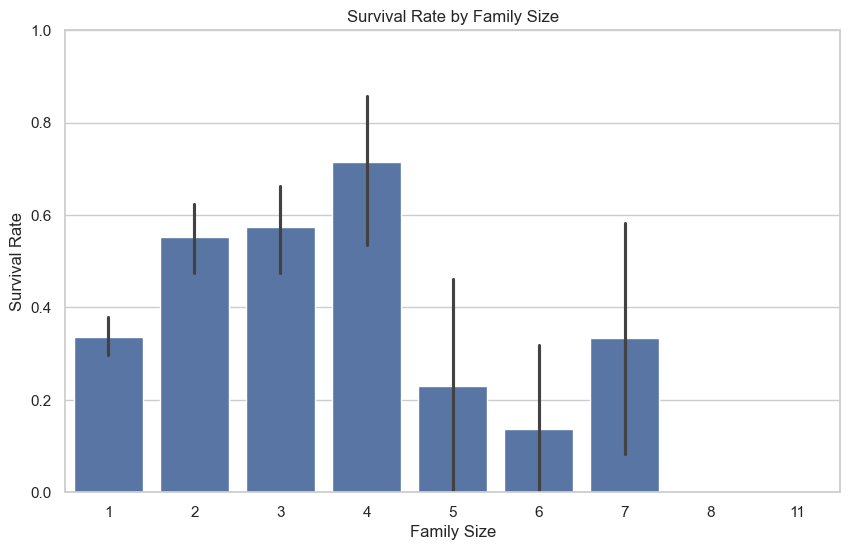 Survival Rate by Family Size
1.0
0.8
0.6
0.4
0.2
0.0
Survival Rate
1 2 3 4 5 6 7 8 11
Family Size